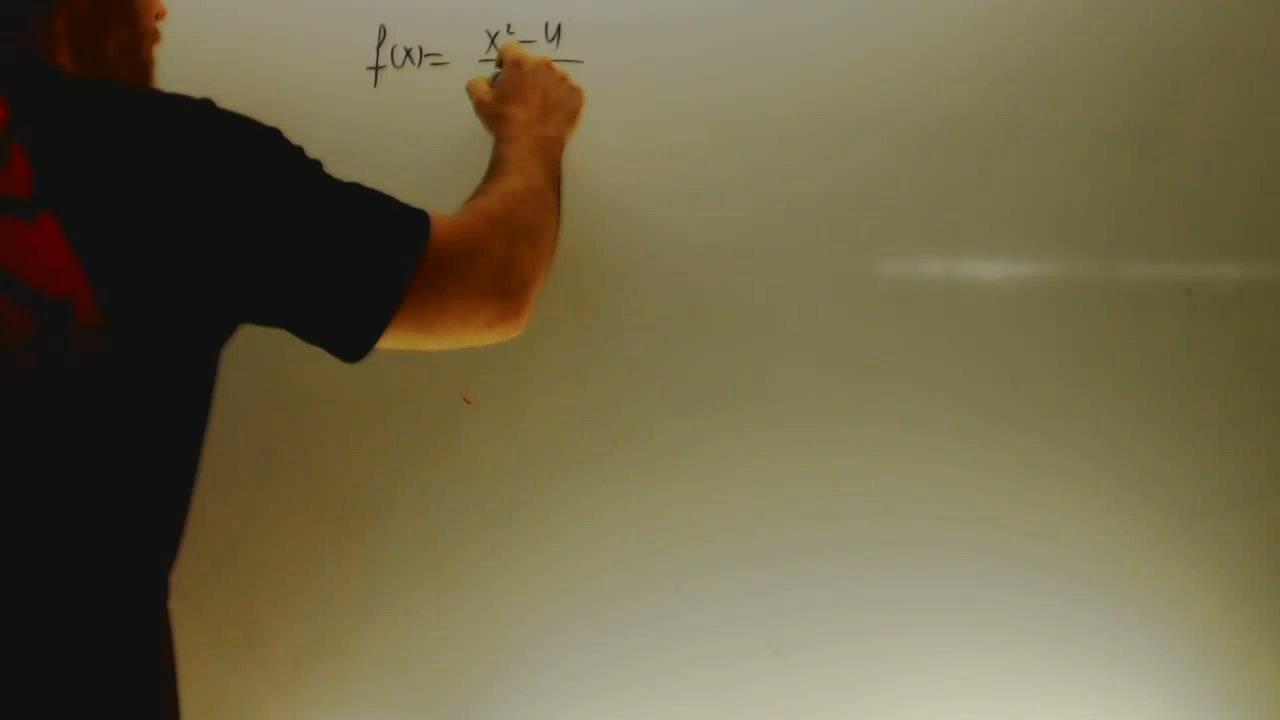 f(x) = x² - 4